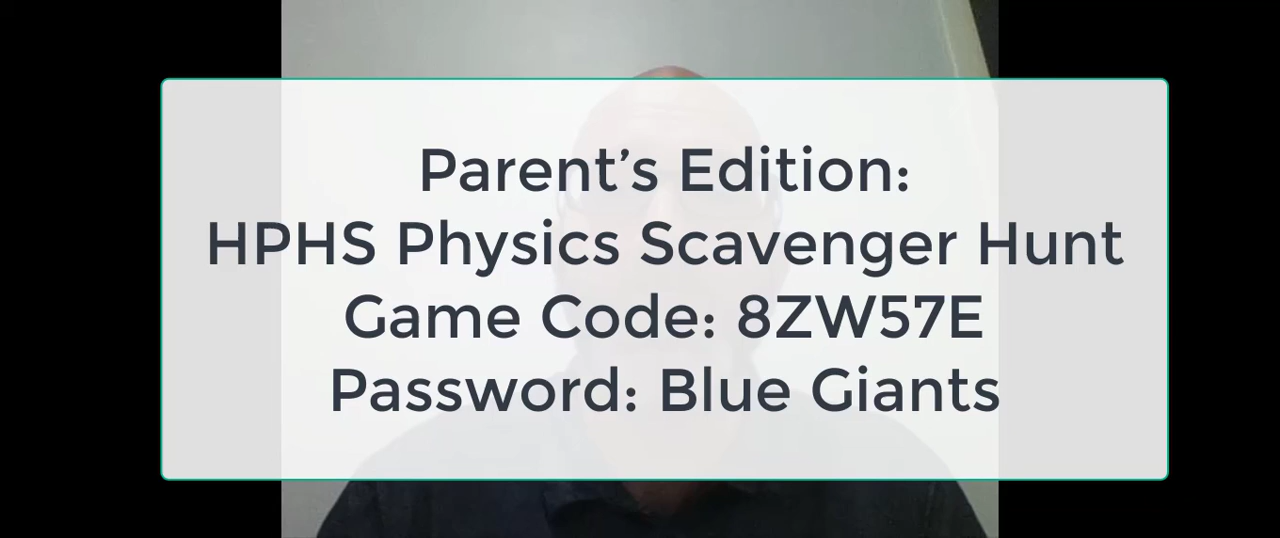 Parent’s Edition:
HPHS Physics Scavenger Hunt
Game Code: 8ZW57E
Password: Blue Giants